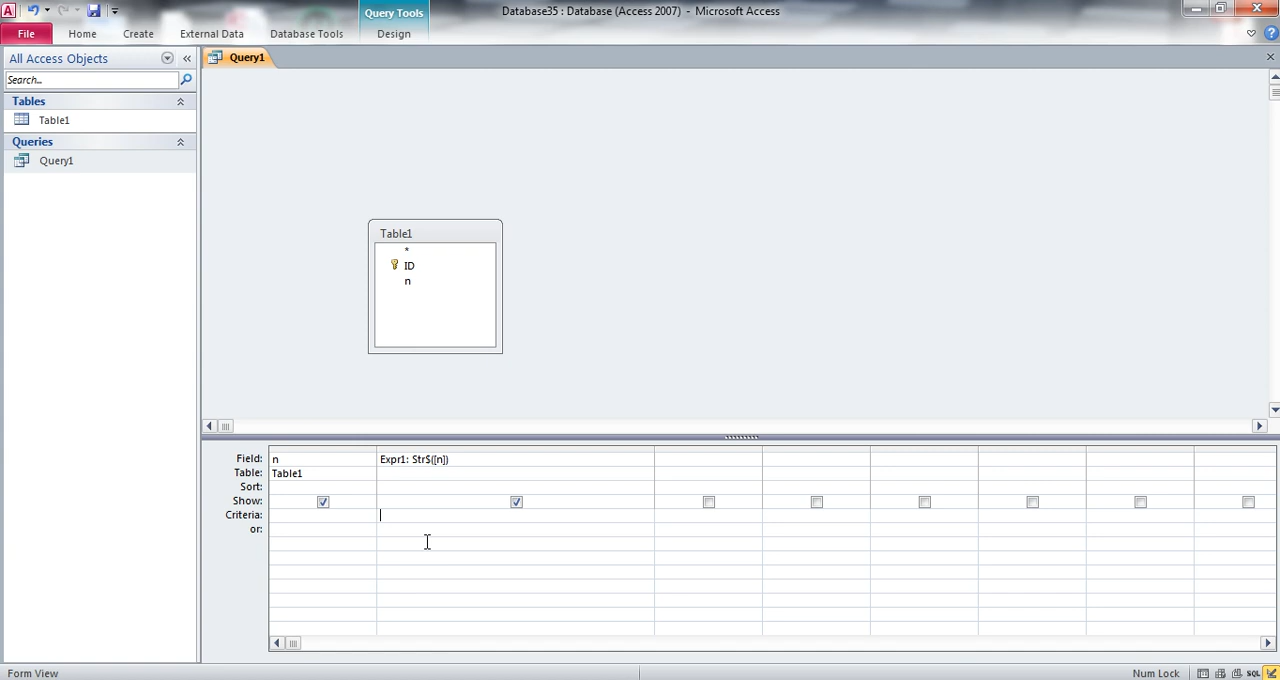 Query Tools
Database35 : Database (Access 2007) - Microsoft Access
File Home Create External Data Database Tools Design
All Access Objects
Query1
Search...
Tables
Table1
Queries
Query1
Table1
*
ID
n
Field: n Expr1: Str$([n])
Table: Table1
Sort:
Show:
Criteria:
or:
Form View Num Lock SQL